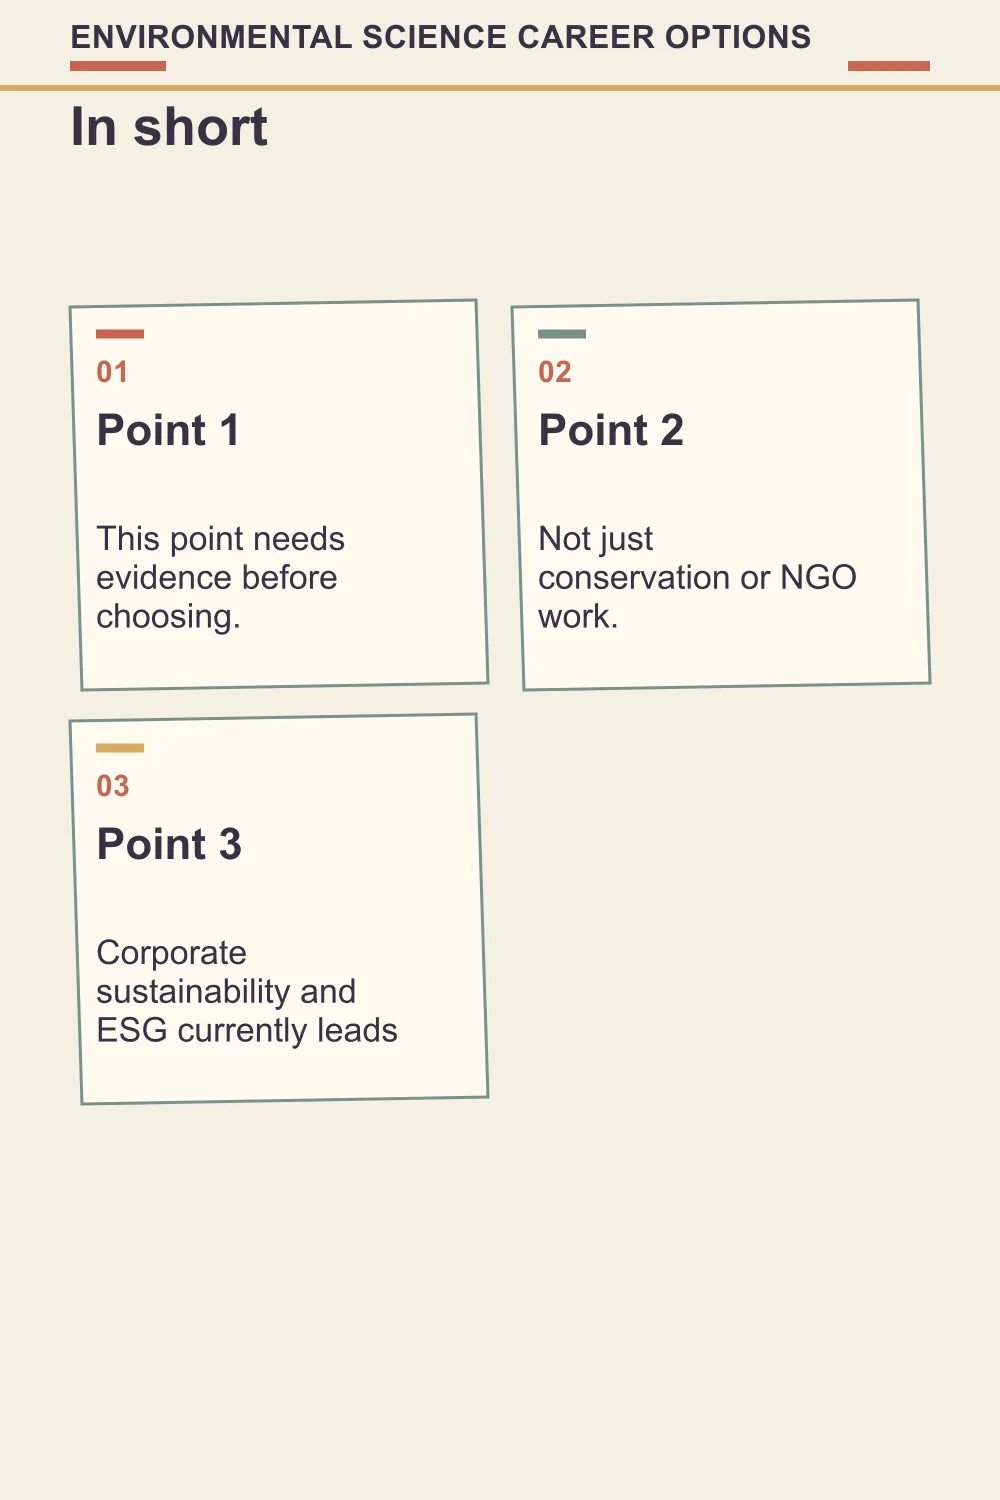 ENVIRONMENTAL SCIENCE CAREER OPTIONS
In short
01
Point 1
This point needs
evidence before
choosing.
02
Point 2
Not just
conservation or NGO
work.
03
Point 3
Corporate
sustainability and
ESG currently leads